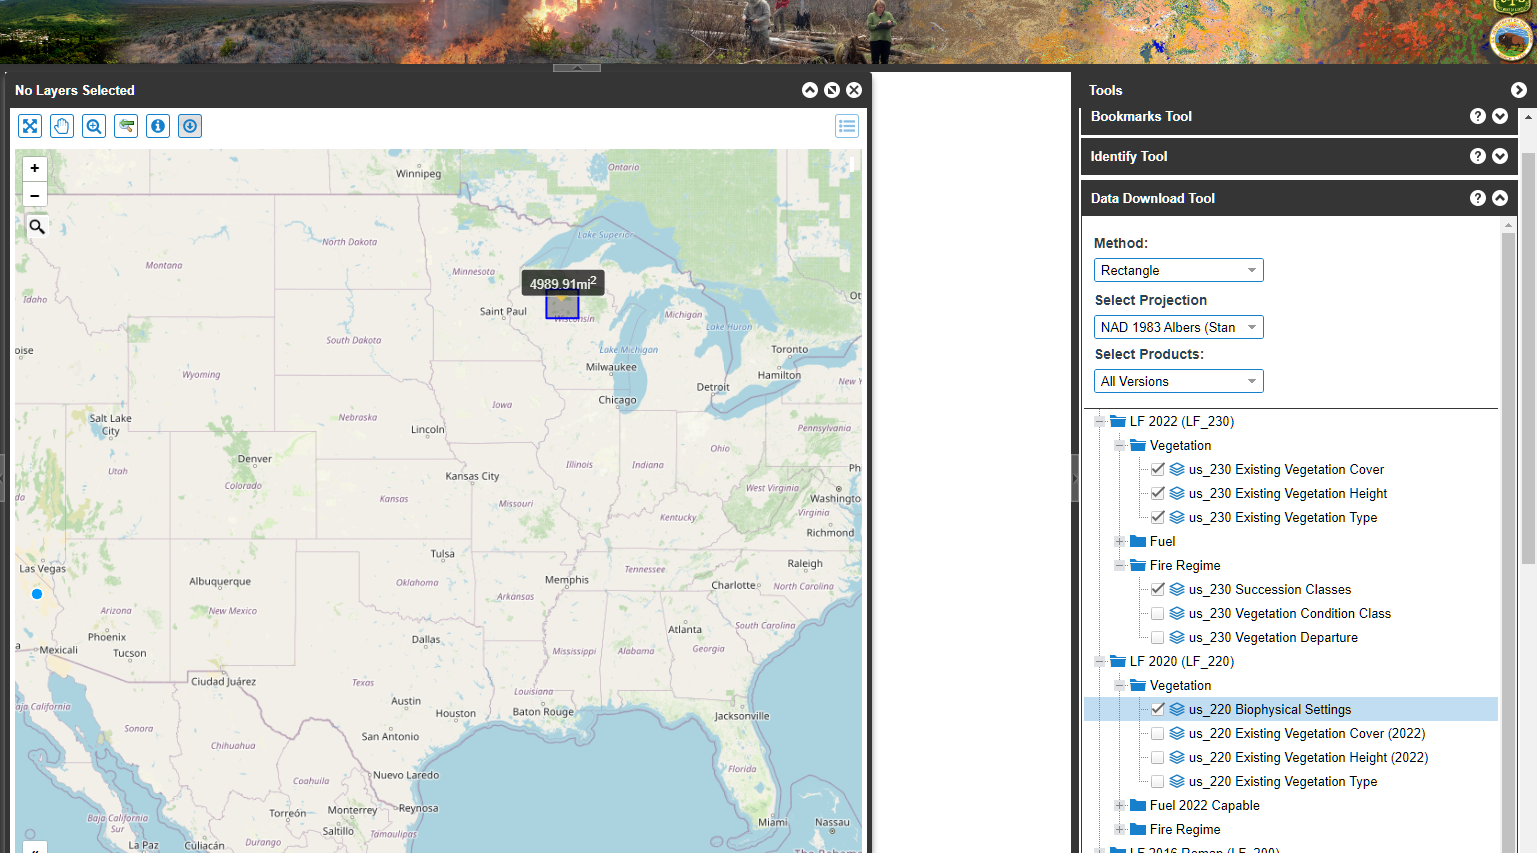 No Layers Selected
Tools
Bookmarks Tool
Identify Tool
Data Download Tool
Method:
Rectangle
Select Projection
NAD 1983 Albers (Stan
Select Products:
All Versions
LF 2022 (LF_230)
Vegetation
us_230 Existing Vegetation Cover
us_230 Existing Vegetation Height
us_230 Existing Vegetation Type
Fuel
Fire Regime
us_230 Succession Classes
us_230 Vegetation Condition Class
us_230 Vegetation Departure
LF 2020 (LF_220)
Vegetation
us_220 Biophysical Settings
us_220 Existing Vegetation Cover (2022)
us_220 Existing Vegetation Height (2022)
us_220 Existing Vegetation Type
Fuel 2022 Capable
Fire Regime
LF 2016 Remap (LF_200)
+
−
Winnipeg
Ontario
North Dakota
Lake Superior
Montana
Minnesota
4989.91mi2
Idaho
Ot
Saint Paul
Wisconsin
Michigan
Lake Huron
oise
South Dakota
Lake Michigan
Toronto
Wyoming
Milwaukee
Hamilton
New Y
Detroit
Chicago
Iowa
Salt Lake
City
Nebraska
Lincoln
Pennsylvania
Ohio
Denver
Utah
Illinois
Indiana
Ph
Kansas City
Colorado
West Virginia
Kansas
Missouri
Washington
Virginia
Kentucky
Richmond
Las Vegas
Tulsa
Raleigh
Albuquerque
Oklahoma
Memphis
Tennessee
Charlotte
North Carolina
Arkansas
Arizona
New Mexico
South Carolina
Phoenix
Dallas
Atlanta
a
Mexicali
Tucson
Mississippi
Alabama
Georgia
Ciudad Juárez
Texas
Louisiana
aja California
Austin
Houston
Baton Rouge
Jacksonville
Sonora
San Antonio
Chihuahua
Florida
Coahuila
Nuevo Laredo
Baja California
Sur
Torreón
Monterrey
Reynosa
Miami
Nassau
Saltillo
Tamaulipas
La Paz
Culiacán
Durango
The Bahama